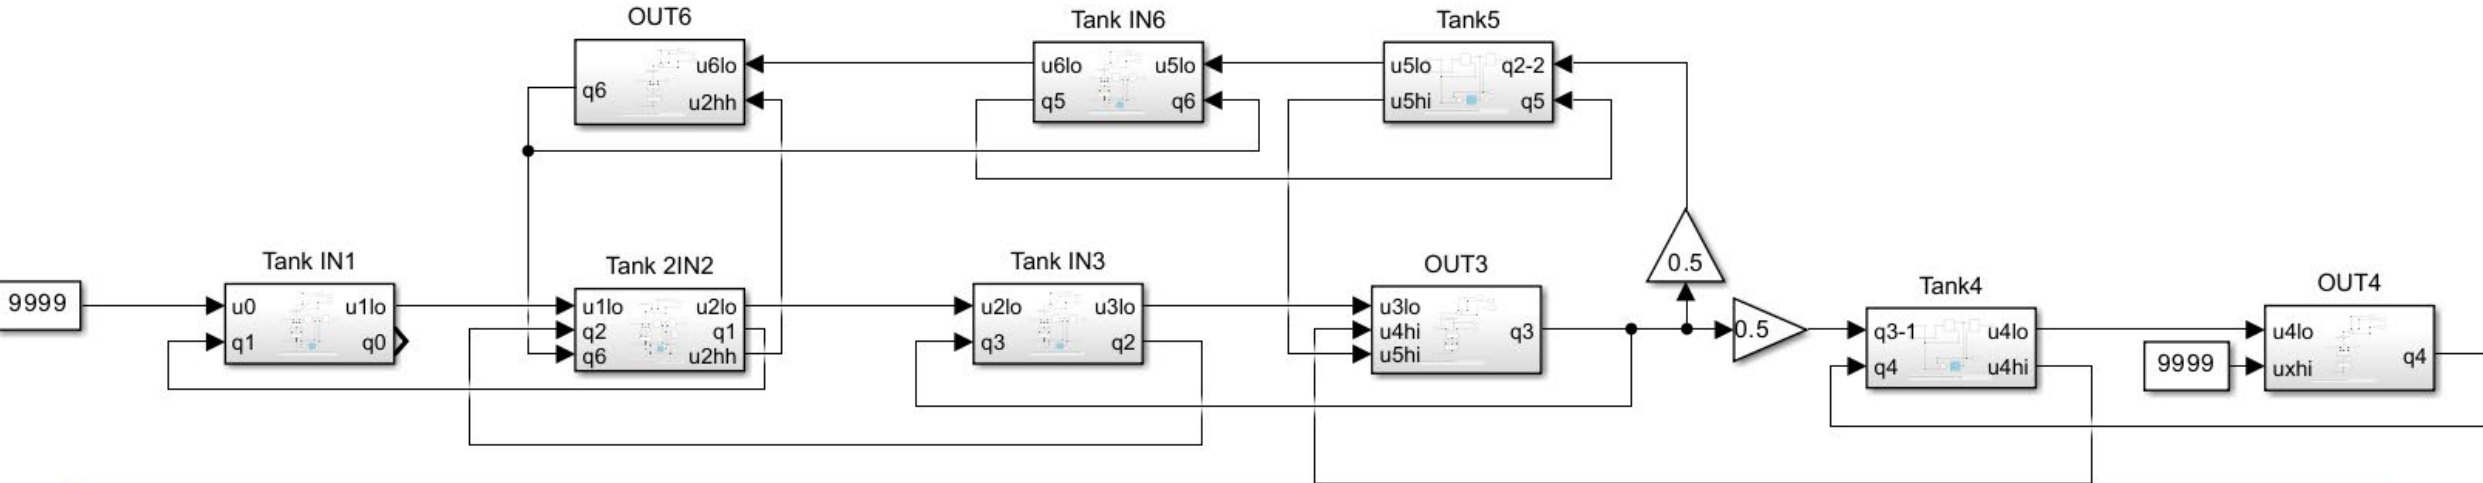 OUT6
u6lo
q6
u2hh
Tank IN6
u6lo u5lo
q5 q6
Tank5
u5lo q2-2
u5hi q5
9999
Tank IN1
u0 u1lo
q1 q0
Tank 2IN2
u1lo u2lo
q2 q1
q6 u2hh
Tank IN3
u2lo u3lo
q3 q2
OUT3
u3lo
u4hi q3
u5hi
0.5
0.5
Tank4
q3-1 u4lo
q4 u4hi
9999
OUT4
u4lo
q4
uxhi